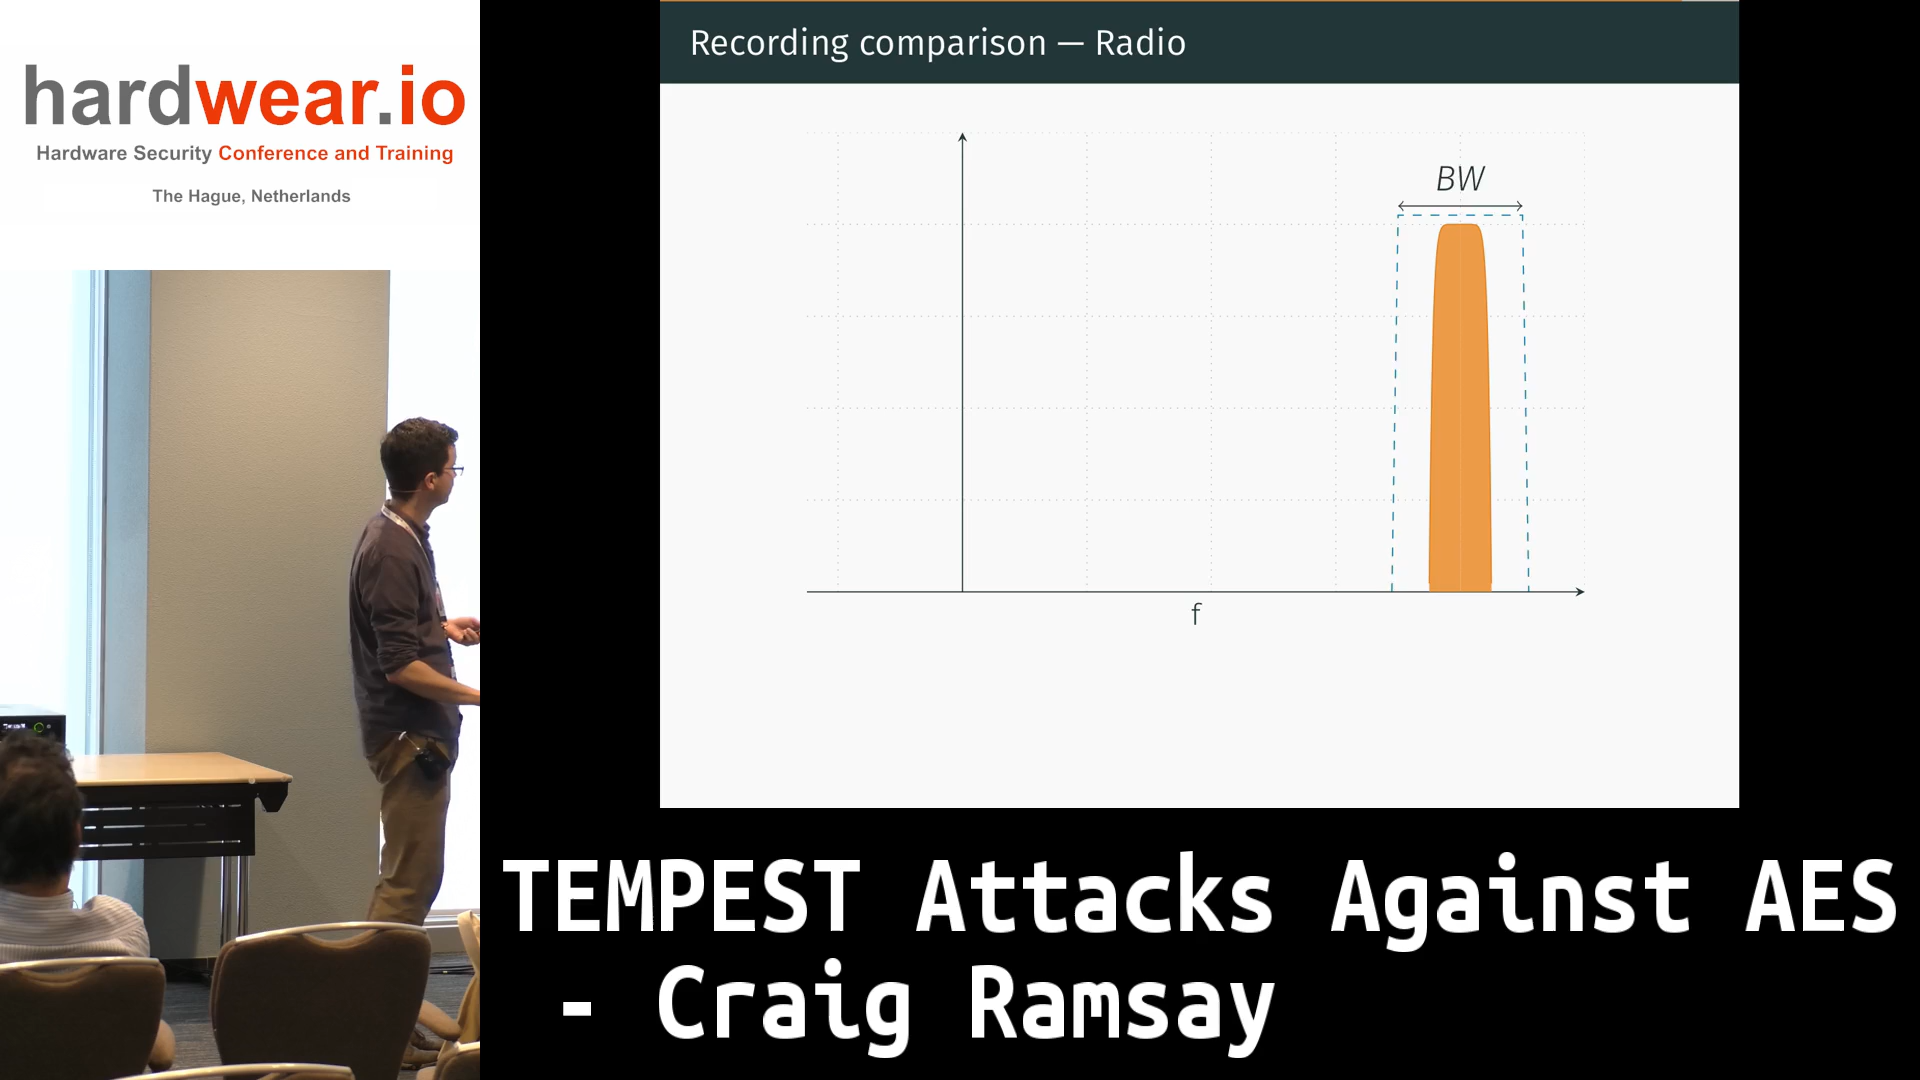 hardwear.io
Hardware Security Conference and Training
The Hague, Netherlands
Recording comparison — Radio
BW
f
TEMPEST Attacks Against AES
- Craig Ramsay